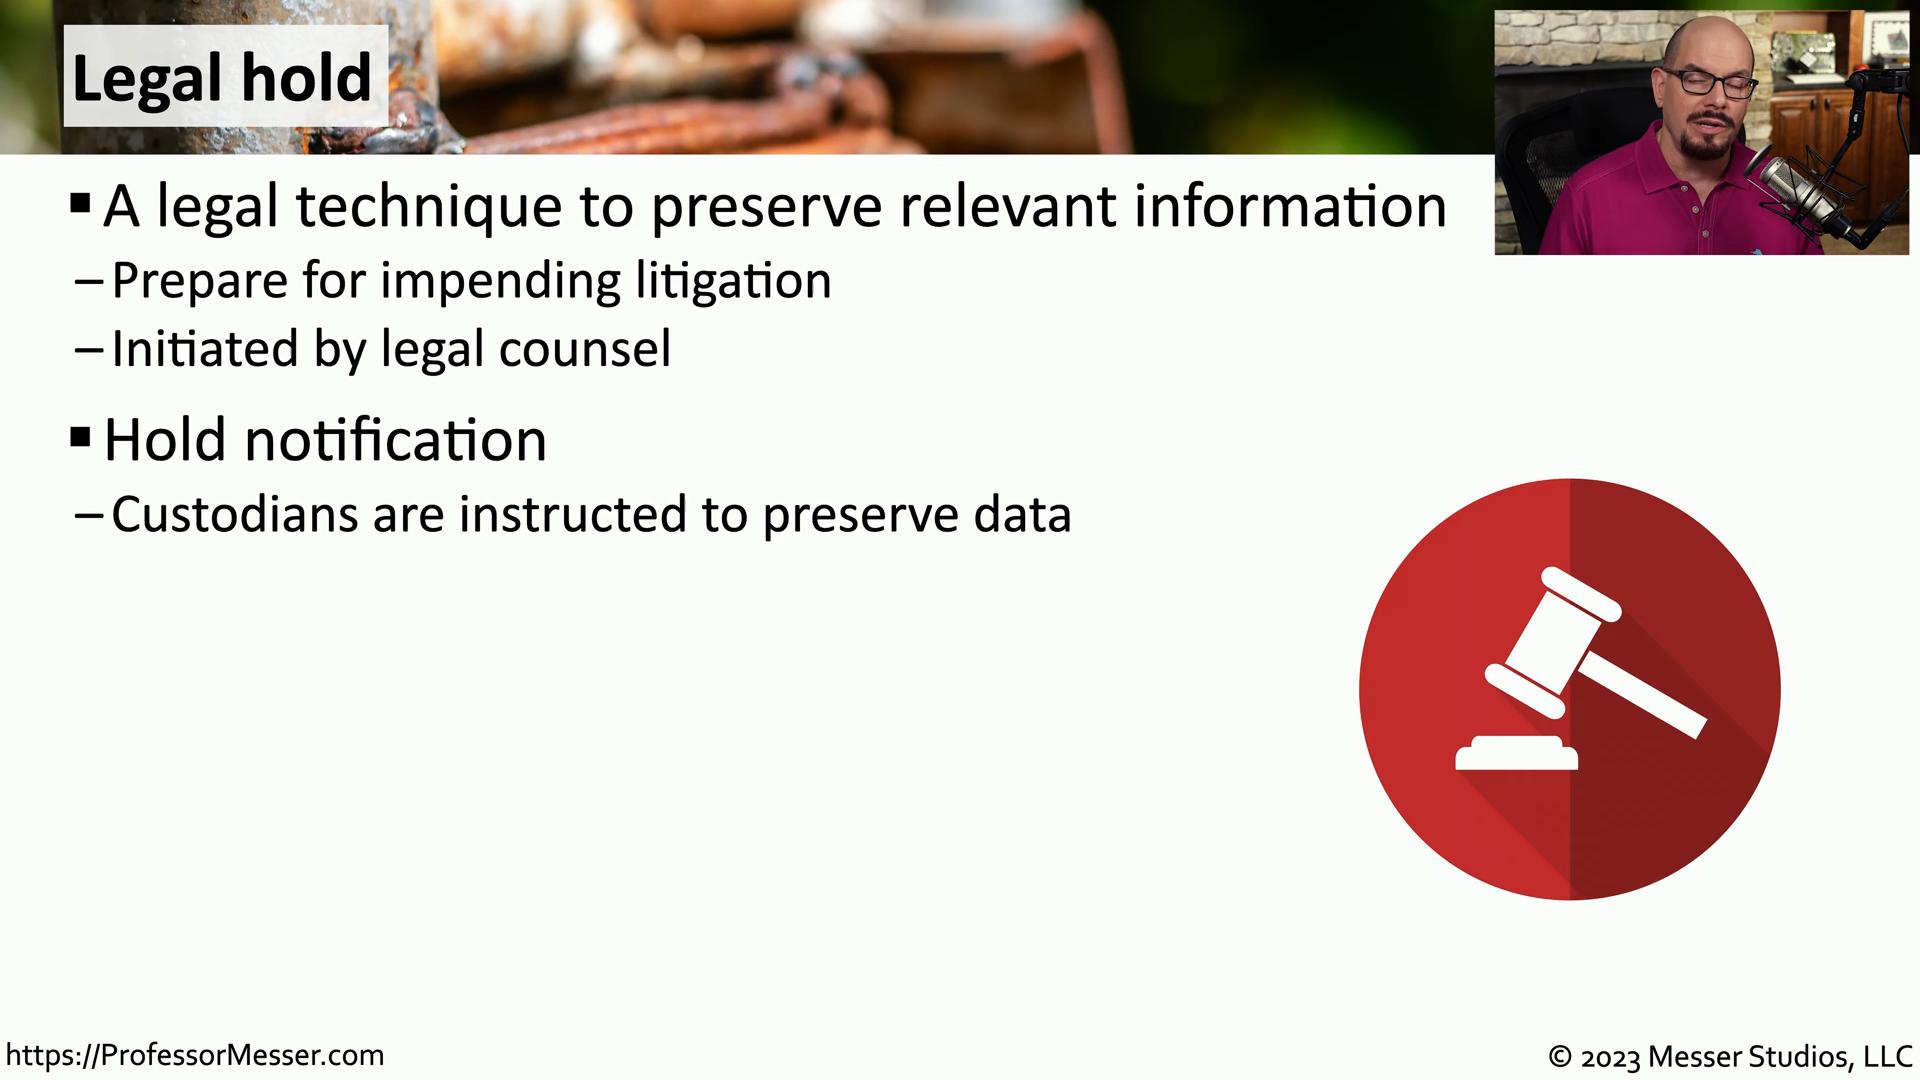 Legal hold
▪ A legal technique to preserve relevant information
– Prepare for impending litigation
– Initiated by legal counsel
▪ Hold notification
– Custodians are instructed to preserve data
https://ProfessorMesser.com
© 2023 Messer Studios, LLC